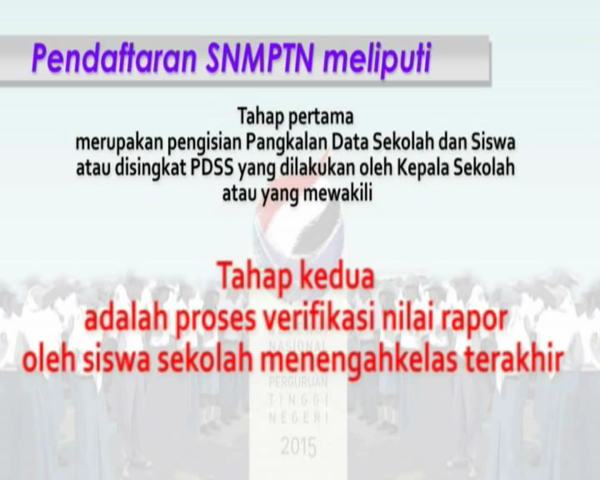 Pendaftaran SNMPTN meliputi
Tahap pertama
merupakan pengisian Pangkalan Data Sekolah dan Siswa
atau disingkat PDSS yang dilakukan oleh Kepala Sekolah
atau yang mewakili
Tahap kedua
adalah proses verifikasi nilai rapor
oleh siswa sekolah menengahkelas terakhir
NASIONAL
PERGURUAN
TINGGI
NEGERI
2015